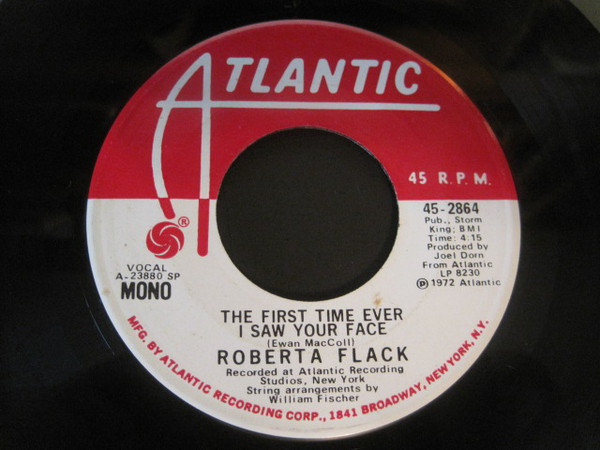 ATLANTIC
45 R.P.M.
®
VOCAL
A-23880 SP
MONO
45-2864
Pub., Storm
King; BMI
Time: 4:15
Produced by
Joel Dorn
From Atlantic
LP 8230
Ⓟ 1972 Atlantic
THE FIRST TIME EVER
I SAW YOUR FACE
(Ewan MacColl)
ROBERTA FLACK
Recorded at Atlantic Recording
Studios, New York
String arrangements by
William Fischer
MFG. BY ATLANTIC RECORDING CORP., 1841 BROADWAY, NEW YORK, N.Y.